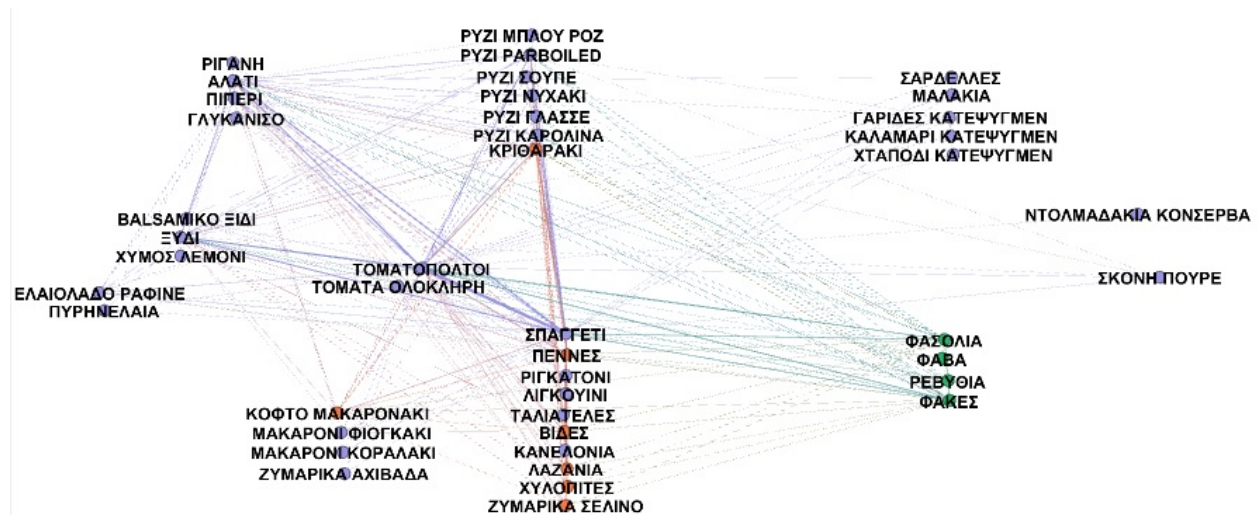 ΡΙΓΑΝΗ
ΑΛΑΤΙ
ΠΙΠΕΡΙ
ΓΛΥΚΑΝΙΣΟ
ΡΥΖΙ ΜΠΛΟΥ ΡΟΖ
ΡΥΖΙ PARBOILED
ΡΥΖΙ ΣΟΥΠΕ
ΡΥΖΙ ΝΥΧΑΚΙ
ΡΥΖΙ ΓΛΑΣΣΕ
ΡΥΖΙ ΚΑΡΟΛΙΝΑ
ΚΡΙΘΑΡΑΚΙ
ΣΑΡΔΕΛΛΕΣ
ΜΑΛΑΚΙΑ
ΓΑΡΙΔΕΣ ΚΑΤΕΨΥΓΜΕΝ
ΚΑΛΑΜΑΡΙ ΚΑΤΕΨΥΓΜΕΝ
ΧΤΑΠΟΔΙ ΚΑΤΕΨΥΓΜΕΝ
BALSAMIKO ΞΙΔΙ
ΞΥΔΙ
ΧΥΜΟΣ ΛΕΜΟΝΙ
ΕΛΑΙΟΛΑΔΟ ΡΑΦΙΝΕ
ΠΥΡΗΝΕΛΑΙΑ
ΤΟΜΑΤΟΠΟΛΤΟΙ
ΤΟΜΑΤΑ ΟΛΟΚΛΗΡΗ
ΝΤΟΛΜΑΔΑΚΙΑ ΚΟΝΣΕΡΒΑ
ΣΚΟΝΗ ΠΟΥΡΕ
ΣΠΑΓΓΕΤΙ
ΠΕΝΝΕΣ
ΡΙΓΚΑΤΟΝΙ
ΛΙΓΚΟΥΙΝΙ
ΤΑΛΙΑΤΕΛΕΣ
ΒΙΔΕΣ
ΚΑΝΕΛΟΝΙΑ
ΛΑΖΑΝΙΑ
ΧΥΛΟΠΙΤΕΣ
ΖΥΜΑΡΙΚΑ ΣΕΛΙΝΟ
ΦΑΣΟΛΙΑ
ΦΑΒΑ
ΡΕΒΥΘΙΑ
ΦΑΚΕΣ
ΚΟΦΤΟ ΜΑΚΑΡΟΝΑΚΙ
ΜΑΚΑΡΟΝΙ ΦΙΟΓΚΑΚΙ
ΜΑΚΑΡΟΝΙ ΚΟΡΑΛΑΚΙ
ΖΥΜΑΡΙΚΑ ΑΧΙΒΑΔΑ